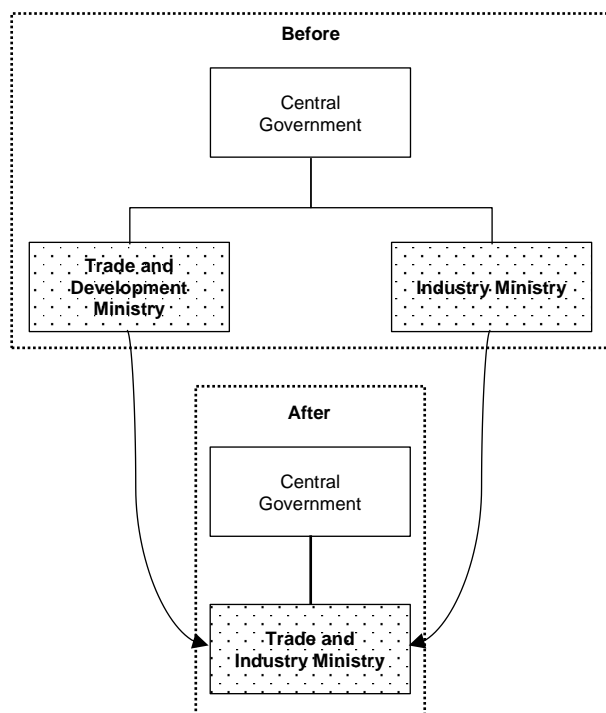 Before
Central
Government
Trade and
Development
Ministry
Industry Ministry
After
Central
Government
Trade and
Industry Ministry